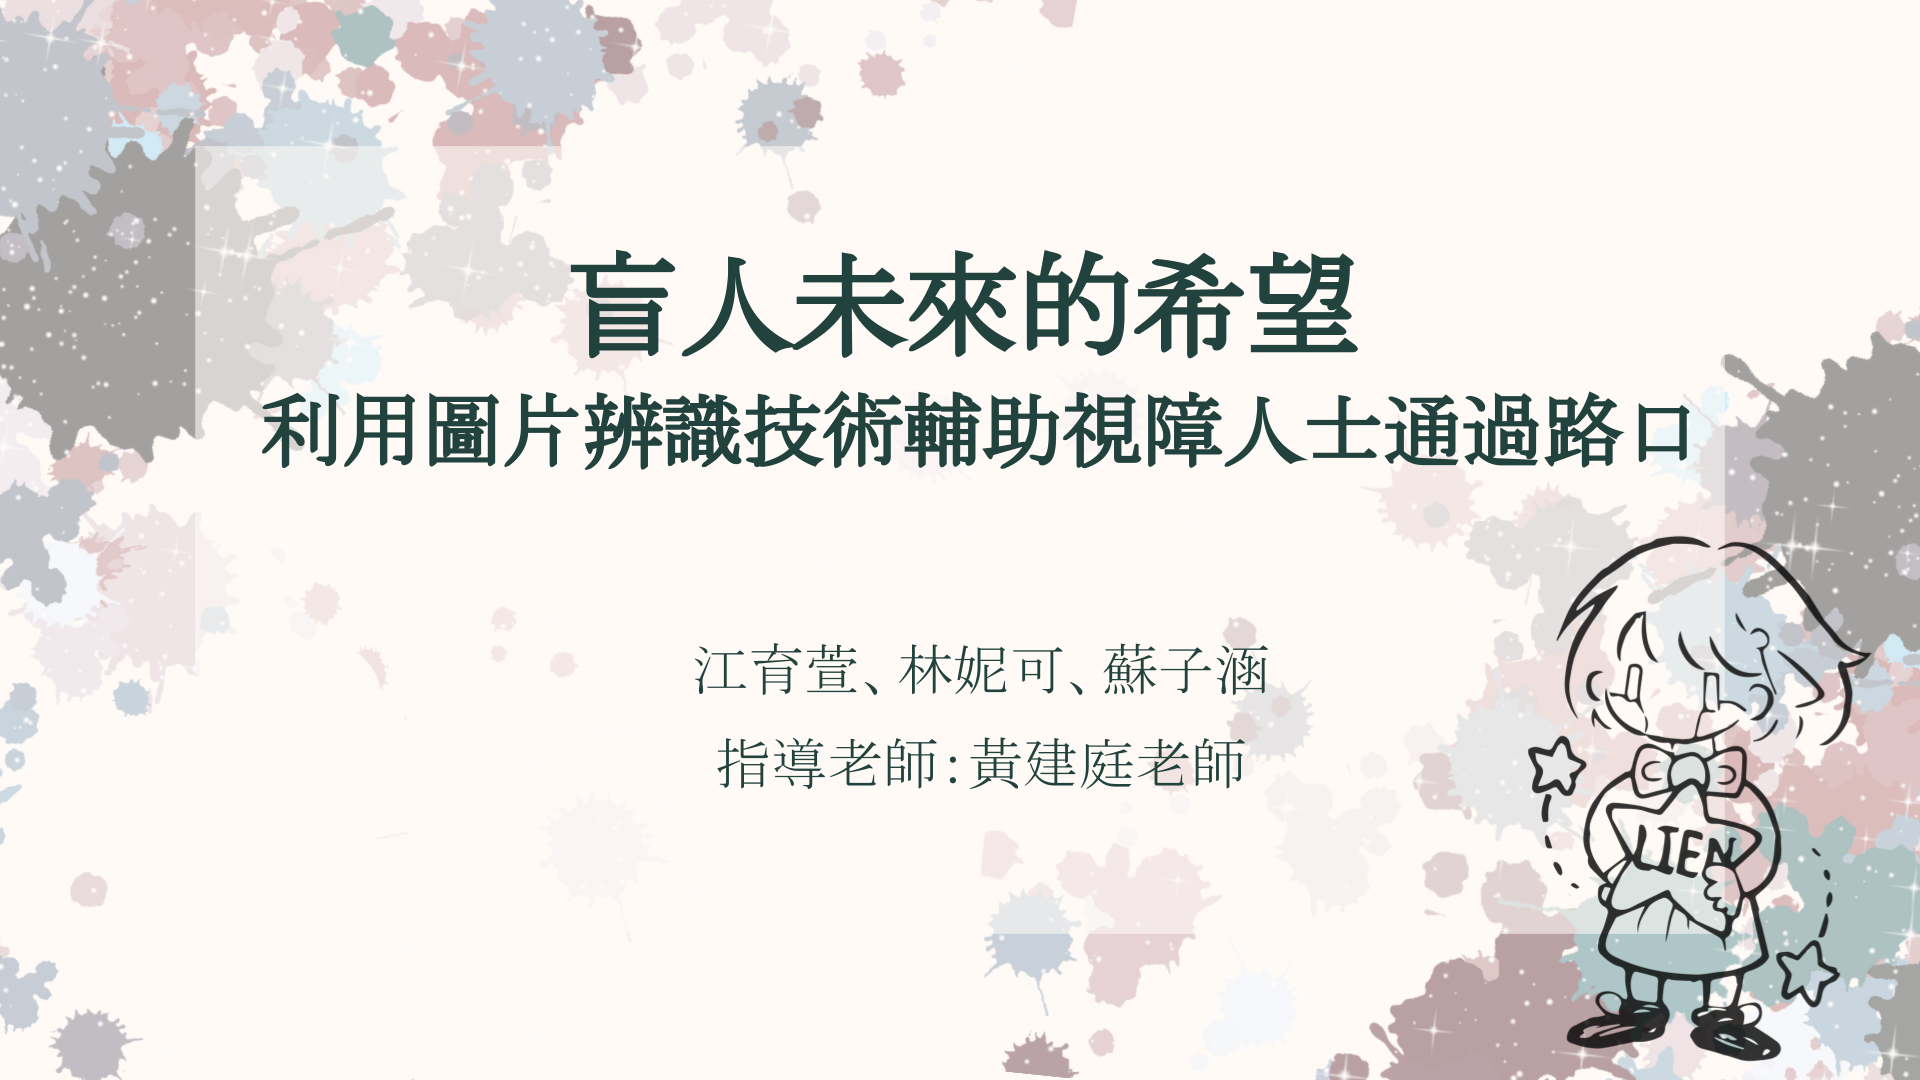 盲人未來的希望
利用圖片辨識技術輔助視障人士通過路口
江育萱、林妮可、蘇子涵
指導老師：黃建庭老師
LIEN